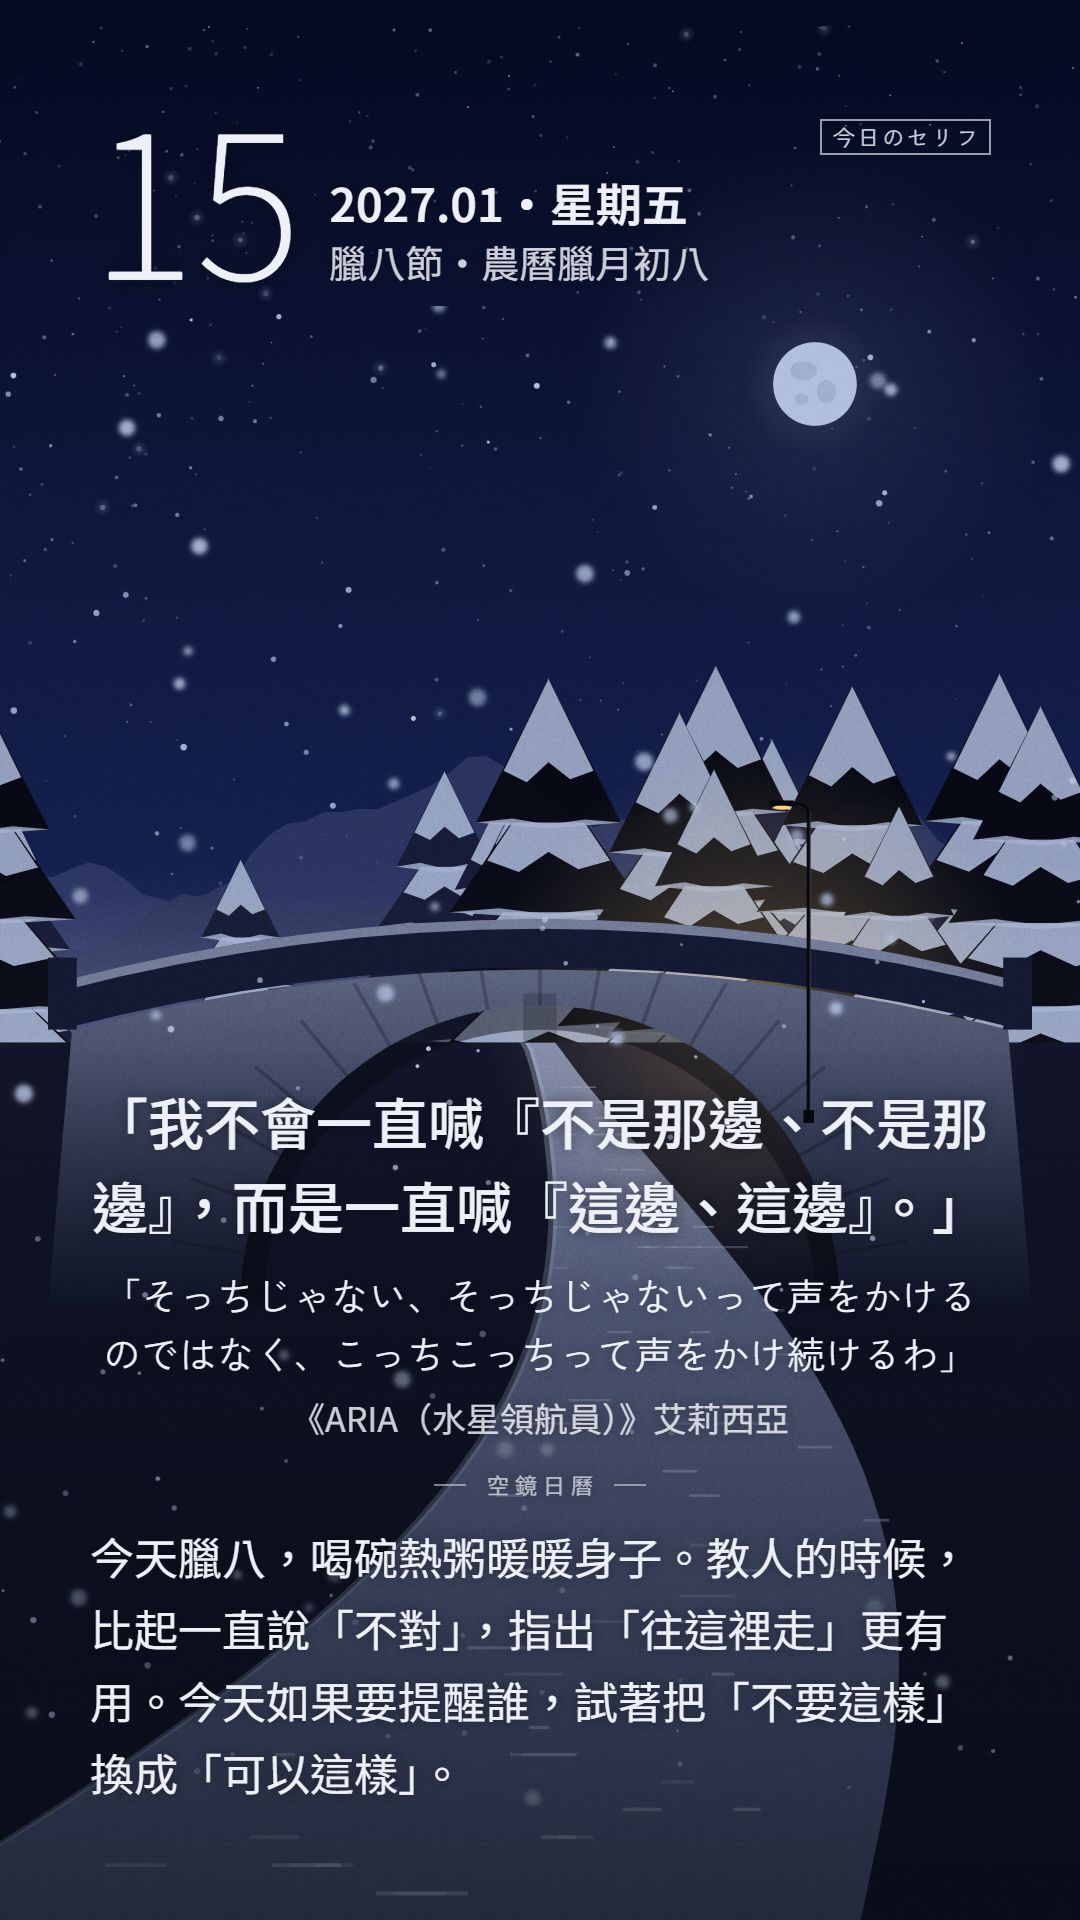 今日のセリフ
15
2027.01・星期五
臘八節・農曆臘月初八
「我不會一直喊『不是那邊、不是那
邊』，而是一直喊『這邊、這邊』。」
「そっちじゃない、そっちじゃないって声をかける
のではなく、こっちこっちって声をかけ続けるわ」
《ARIA（水星領航員）》艾莉西亞
— 空鏡日曆 —
今天臘八，喝碗熱粥暖暖身子。教人的時候，
比起一直說「不對」，指出「往這裡走」更有
用。今天如果要提醒誰，試著把「不要這樣」
換成「可以這樣」。